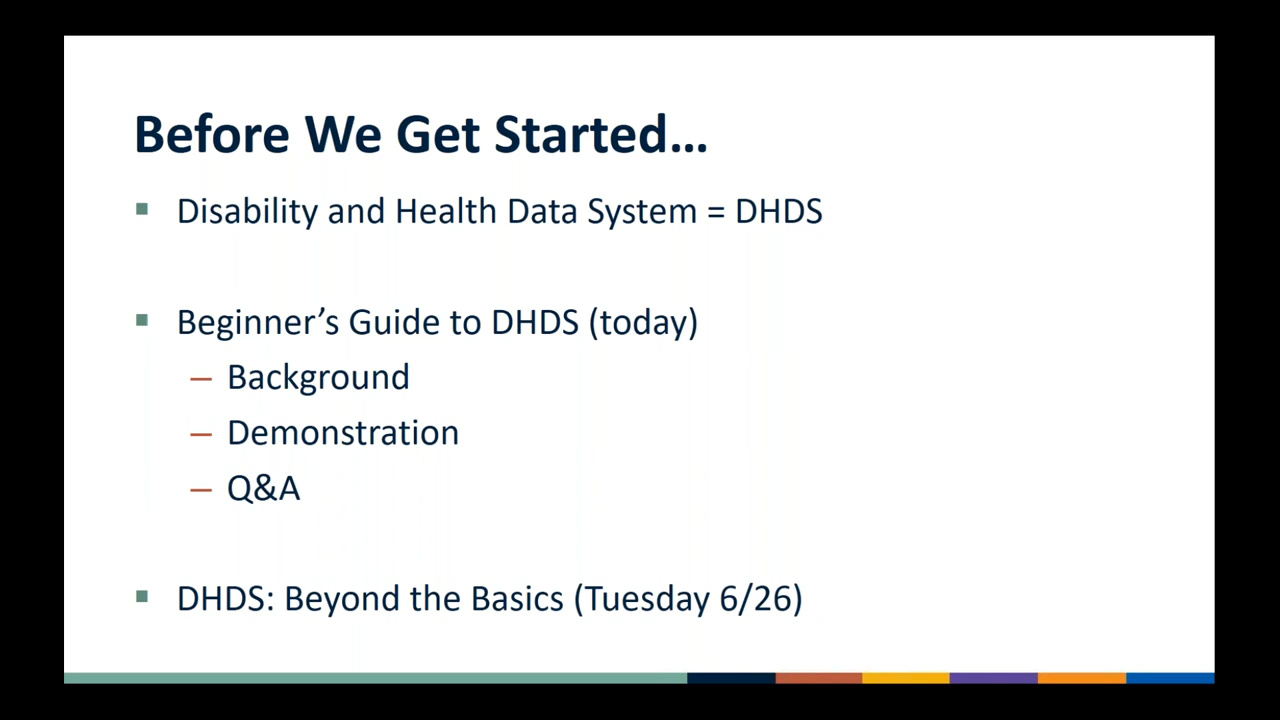 Before We Get Started...
▪ Disability and Health Data System = DHDS
▪ Beginner’s Guide to DHDS (today)
– Background
– Demonstration
– Q&A
▪ DHDS: Beyond the Basics (Tuesday 6/26)